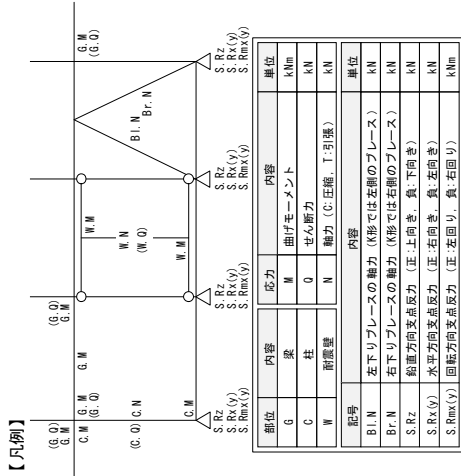 【凡例】
(G.Q)
G.M
(G.Q)
G.M
G.M
(G.Q)
C.M
G.M
(G.Q)
G.M
W.M
(C.Q)
C.N
W.N
(W.Q)
Bl.N
Br.N
C.M
W.M
S.Rz
S.Rx(y)
S.Rmx(y)
S.Rz
S.Rx(y)
S.Rmx(y)
S.Rz
S.Rx(y)
S.Rmx(y)
S.Rz
S.Rx(y)
S.Rmx(y)
部位 内容 応力 内容 単位
G 梁 M 曲げモーメント kNm
C 柱 Q せん断力 kN
W 耐震壁 N 軸力 (C:圧縮, T:引張) kN
記号 内容 単位
Bl.N 左下りブレースの軸力 (K形では左側のブレース) kN
Br.N 右下りブレースの軸力 (K形では右側のブレース) kN
S.Rz 鉛直方向支点反力 (正:上向き, 負:下向き) kN
S.Rx(y) 水平方向支点反力 (正:右向き, 負:左向き) kN
S.Rmx(y) 回転方向支点反力 (正:左回り, 負:右回り) kNm